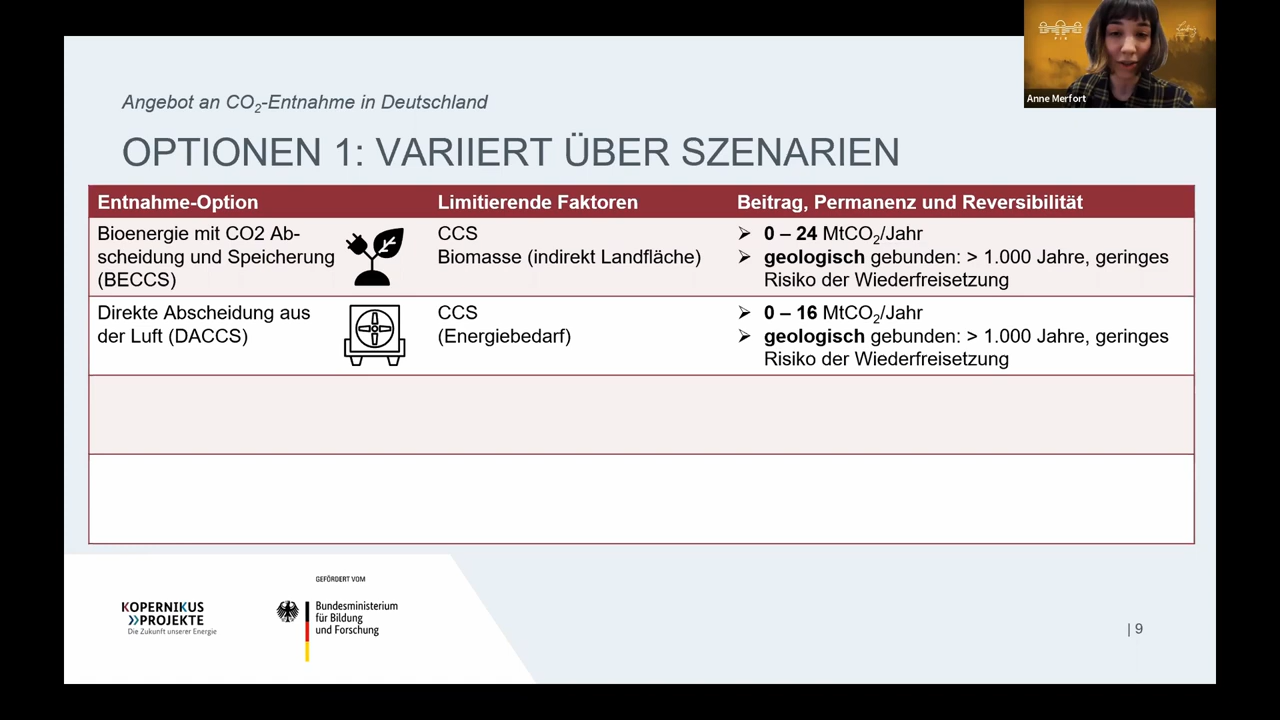 Anne Merfort
Angebot an CO2-Entnahme in Deutschland
OPTIONEN 1: VARIIERT ÜBER SZENARIEN
Entnahme-Option
Limitierende Faktoren
Beitrag, Permanenz und Reversibilität
Bioenergie mit CO2 Ab-
scheidung und Speicherung
(BECCS)
CCS
Biomasse (indirekt Landfläche)
➢ 0 – 24 MtCO2/Jahr
➢ geologisch gebunden: > 1.000 Jahre, geringes
Risiko der Wiederfreisetzung
Direkte Abscheidung aus
der Luft (DACCS)
CCS
(Energiebedarf)
➢ 0 – 16 MtCO2/Jahr
➢ geologisch gebunden: > 1.000 Jahre, geringes
Risiko der Wiederfreisetzung
KOPERNIKUS
PROJEKTE
Die Zukunft unserer Energie
GEFÖRDERT VOM
Bundesministerium
für Bildung
und Forschung
| 9